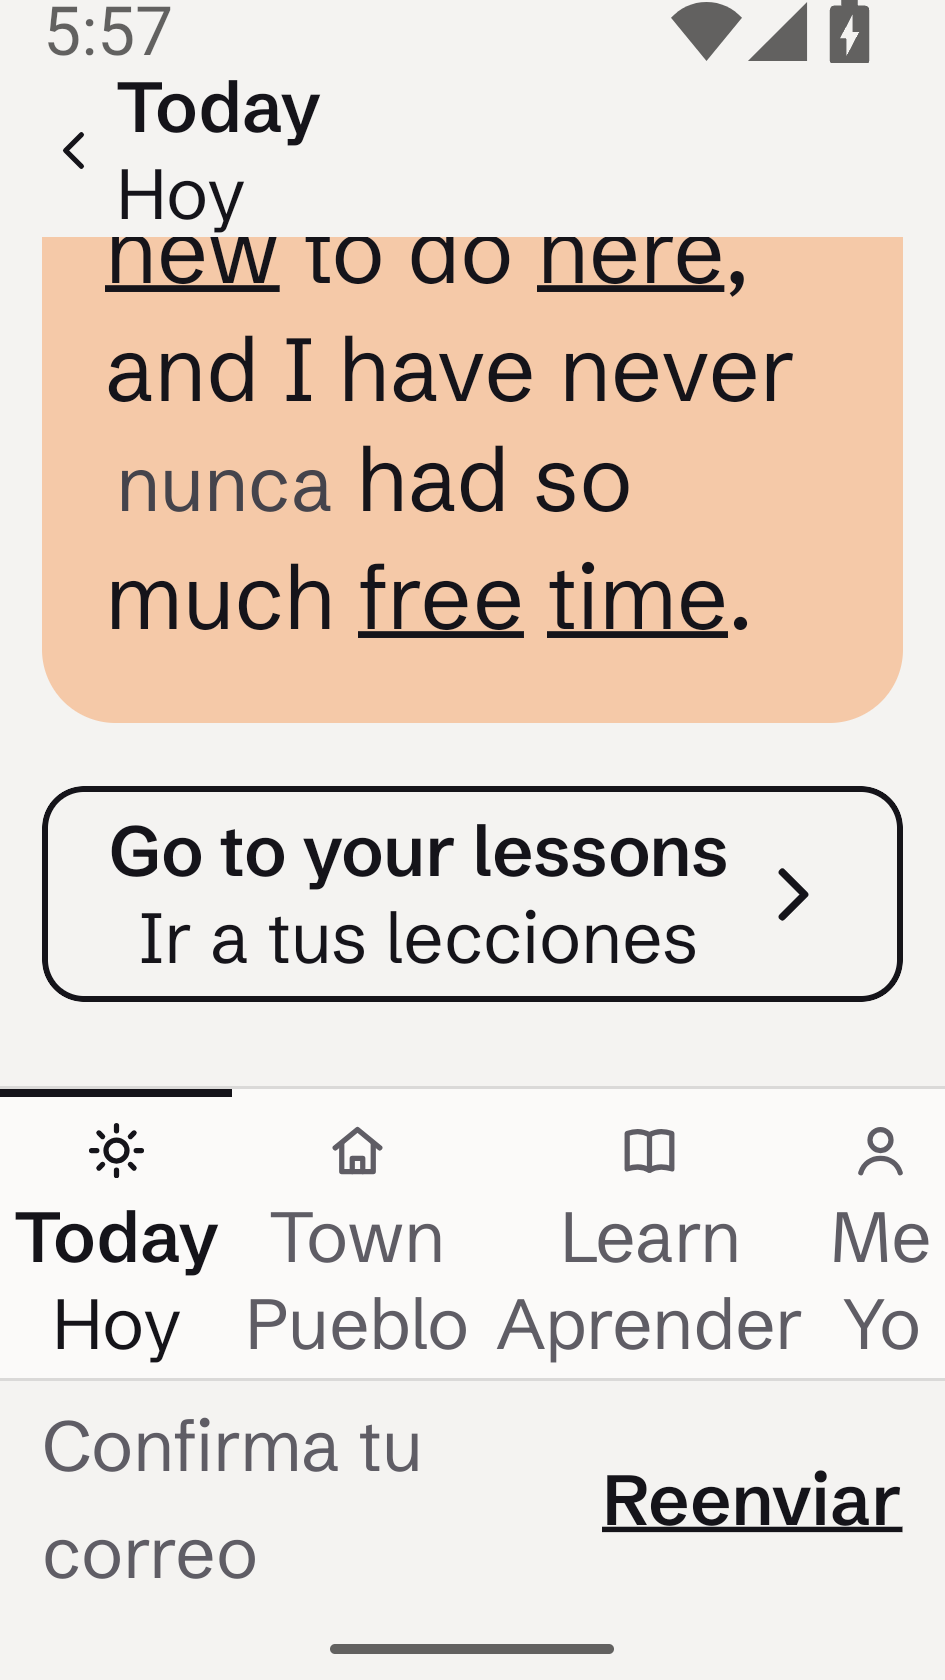 5:57
Today
Hoy
new to do here,
and I have never
nunca had so
much free time.
Go to your lessons
Ir a tus lecciones
Today Town Learn Me
Hoy Pueblo Aprender Yo
Confirma tu
correo
Reenviar